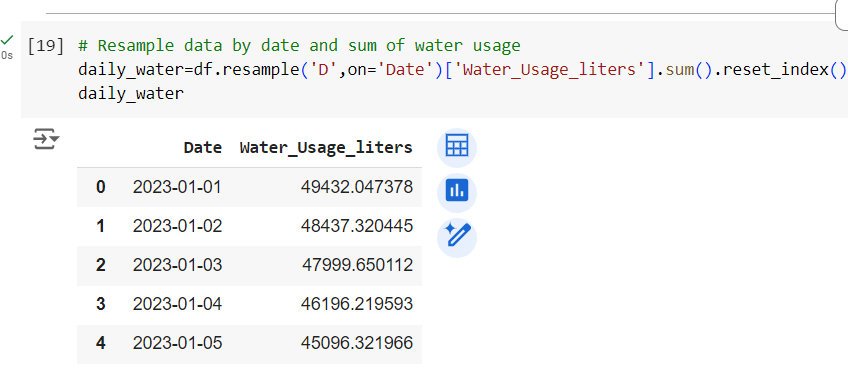 [19] # Resample data by date and sum of water usage
0s
daily_water=df.resample('D',on='Date')['Water_Usage_liters'].sum().reset_index()
daily_water
Date Water_Usage_liters
0 2023-01-01 49432.047378
1 2023-01-02 48437.320445
2 2023-01-03 47999.650112
3 2023-01-04 46196.219593
4 2023-01-05 45096.321966